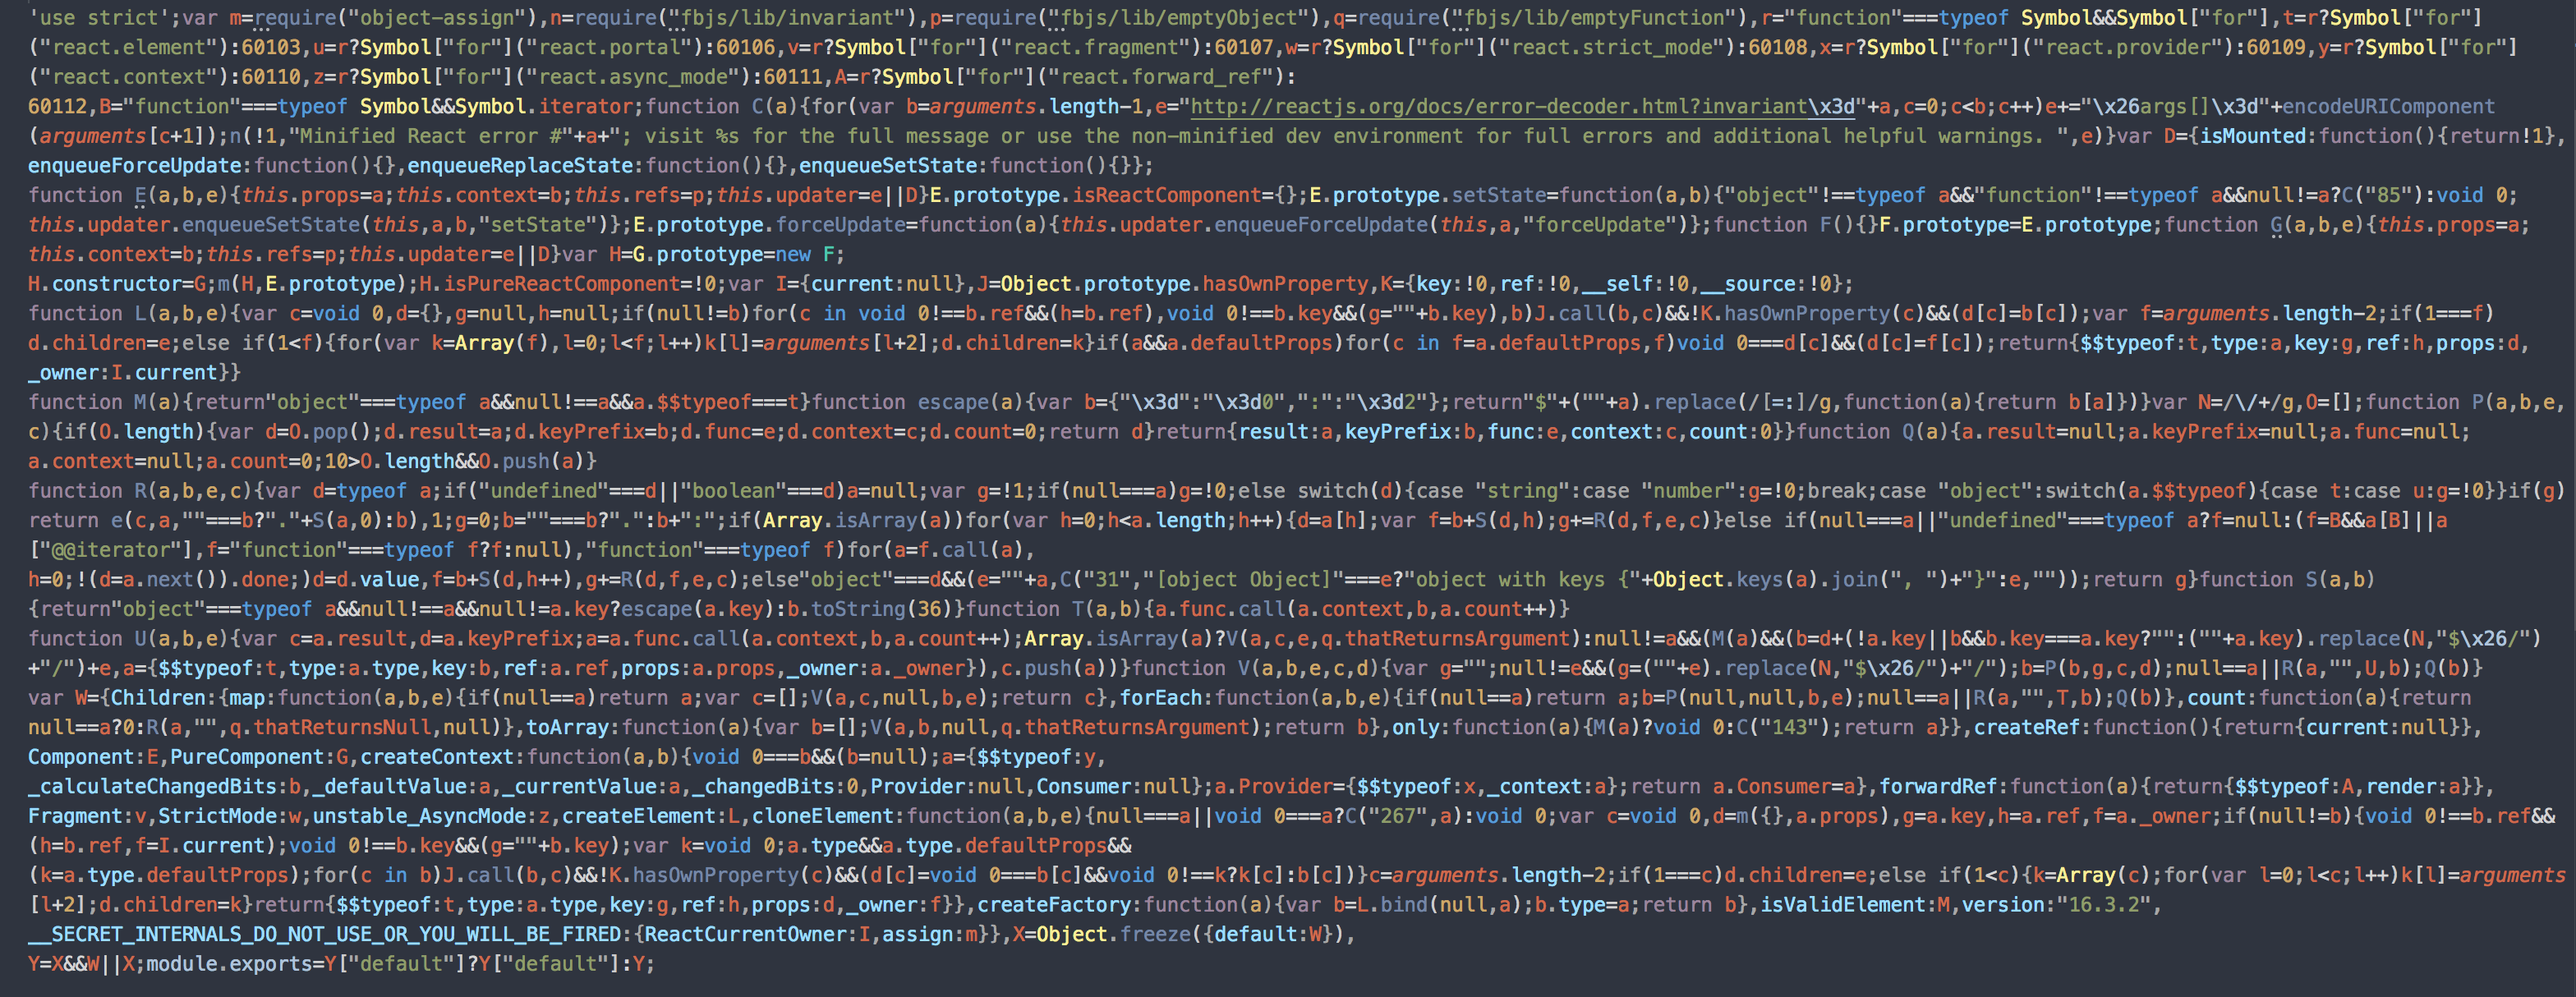 'use strict';var m=require("object-assign"),n=require("fbjs/lib/invariant"),p=require("fbjs/lib/emptyObject"),q=require("fbjs/lib/emptyFunction"),r="function"===typeof Symbol&&Symbol["for"],t=r?Symbol["for"]
("react.element"):60103,u=r?Symbol["for"]("react.portal"):60106,v=r?Symbol["for"]("react.fragment"):60107,w=r?Symbol["for"]("react.strict_mode"):60108,x=r?Symbol["for"]("react.provider"):60109,y=r?Symbol["for"]
("react.context"):60110,z=r?Symbol["for"]("react.async_mode"):60111,A=r?Symbol["for"]("react.forward_ref"):
60112,B="function"===typeof Symbol&&Symbol.iterator;function C(a){for(var b=arguments.length-1,e="http://reactjs.org/docs/error-decoder.html?invariant\x3d"+a,c=0;c<b;c++)e+="\x26args[]\x3d"+encodeURIComponent
(arguments[c+1]);n(!1,"Minified React error #"+a+"; visit %s for the full message or use the non-minified dev environment for full errors and additional helpful warnings. ",e)}var D={isMounted:function(){return!1},
enqueueForceUpdate:function(){},enqueueReplaceState:function(){},enqueueSetState:function(){}};
function E(a,b,e){this.props=a;this.context=b;this.refs=p;this.updater=e||D}E.prototype.isReactComponent={};E.prototype.setState=function(a,b){"object"!==typeof a&&"function"!==typeof a&&null!=a?C("85"):void 0;
this.updater.enqueueSetState(this,a,b,"setState")};E.prototype.forceUpdate=function(a){this.updater.enqueueForceUpdate(this,a,"forceUpdate")};function F(){}F.prototype=E.prototype;function G(a,b,e){this.props=a;
this.context=b;this.refs=p;this.updater=e||D}var H=G.prototype=new F;
H.constructor=G;m(H,E.prototype);H.isPureReactComponent=!0;var I={current:null},J=Object.prototype.hasOwnProperty,K={key:!0,ref:!0,__self:!0,__source:!0};
function L(a,b,e){var c=void 0,d={},g=null,h=null;if(null!=b)for(c in void 0!==b.ref&&(h=b.ref),void 0!==b.key&&(g=""+b.key),b)J.call(b,c)&&!K.hasOwnProperty(c)&&(d[c]=b[c]);var f=arguments.length-2;if(1===f)
d.children=e;else if(1<f){for(var k=Array(f),l=0;l<f;l++)k[l]=arguments[l+2];d.children=k}if(a&&a.defaultProps)for(c in f=a.defaultProps,f)void 0===d[c]&&(d[c]=f[c]);return{$$typeof:t,type:a,key:g,ref:h,props:d,
_owner:I.current}}
function M(a){return"object"===typeof a&&null!==a&&a.$$typeof===t}function escape(a){var b={"\x3d":"\x3d0",":":"\x3d2"};return"$"+(""+a).replace(/[=:]/g,function(a){return b[a]})}var N=/\/+/g,O=[];function P(a,b,e,
c){if(O.length){var d=O.pop();d.result=a;d.keyPrefix=b;d.func=e;d.context=c;d.count=0;return d}return{result:a,keyPrefix:b,func:e,context:c,count:0}}function Q(a){a.result=null;a.keyPrefix=null;a.func=null;
a.context=null;a.count=0;10>O.length&&O.push(a)}
function R(a,b,e,c){var d=typeof a;if("undefined"===d||"boolean"===d)a=null;var g=!1;if(null===a)g=!0;else switch(d){case "string":case "number":g=!0;break;case "object":switch(a.$$typeof){case t:case u:g=!0}}if(g)
return e(c,a,""===b?"."+S(a,0):b),1;g=0;b=""===b?".":b+":";if(Array.isArray(a))for(var h=0;h<a.length;h++){d=a[h];var f=b+S(d,h);g+=R(d,f,e,c)}else if(null===a||"undefined"===typeof a?f=null:(f=B&&a[B]||a
["@@iterator"],f="function"===typeof f?f:null),"function"===typeof f)for(a=f.call(a),
h=0;!(d=a.next()).done;)d=d.value,f=b+S(d,h++),g+=R(d,f,e,c);else"object"===d&&(e=""+a,C("31","[object Object]"===e?"object with keys {"+Object.keys(a).join(", ")+"}":e,""));return g}function S(a,b)
{return"object"===typeof a&&null!==a&&null!=a.key?escape(a.key):b.toString(36)}function T(a,b){a.func.call(a.context,b,a.count++)}
function U(a,b,e){var c=a.result,d=a.keyPrefix;a=a.func.call(a.context,b,a.count++);Array.isArray(a)?V(a,c,e,q.thatReturnsArgument):null!=a&&(M(a)&&(b=d+(!a.key||b&&b.key===a.key?"":(""+a.key).replace(N,"$\x26/")
+"/")+e,a={$$typeof:t,type:a.type,key:b,ref:a.ref,props:a.props,_owner:a._owner}),c.push(a))}function V(a,b,e,c,d){var g="";null!=e&&(g=(""+e).replace(N,"$\x26/")+"/");b=P(b,g,c,d);null==a||R(a,"",U,b);Q(b)}
var W={Children:{map:function(a,b,e){if(null==a)return a;var c=[];V(a,c,null,b,e);return c},forEach:function(a,b,e){if(null==a)return a;b=P(null,null,b,e);null==a||R(a,"",T,b);Q(b)},count:function(a){return
null==a?0:R(a,"",q.thatReturnsNull,null)},toArray:function(a){var b=[];V(a,b,null,q.thatReturnsArgument);return b},only:function(a){M(a)?void 0:C("143");return a}},createRef:function(){return{current:null}},
Component:E,PureComponent:G,createContext:function(a,b){void 0===b&&(b=null);a={$$typeof:y,
_calculateChangedBits:b,_defaultValue:a,_currentValue:a,_changedBits:0,Provider:null,Consumer:null};a.Provider={$$typeof:x,_context:a};return a.Consumer=a},forwardRef:function(a){return{$$typeof:A,render:a}},
Fragment:v,StrictMode:w,unstable_AsyncMode:z,createElement:L,cloneElement:function(a,b,e){null===a||void 0===a?C("267",a):void 0;var c=void 0,d=m({},a.props),g=a.key,h=a.ref,f=a._owner;if(null!=b){void 0!==b.ref&&
(h=b.ref,f=I.current);void 0!==b.key&&(g=""+b.key);var k=void 0;a.type&&a.type.defaultProps&&
(k=a.type.defaultProps);for(c in b)J.call(b,c)&&!K.hasOwnProperty(c)&&(d[c]=void 0===b[c]&&void 0!==k?k[c]:b[c])}c=arguments.length-2;if(1===c)d.children=e;else if(1<c){k=Array(c);for(var l=0;l<c;l++)k[l]=arguments
[l+2];d.children=k}return{$$typeof:t,type:a.type,key:g,ref:h,props:d,_owner:f}},createFactory:function(a){var b=L.bind(null,a);b.type=a;return b},isValidElement:M,version:"16.3.2",
__SECRET_INTERNALS_DO_NOT_USE_OR_YOU_WILL_BE_FIRED:{ReactCurrentOwner:I,assign:m}},X=Object.freeze({default:W}),
Y=X&&W||X;module.exports=Y["default"]?Y["default"]:Y;